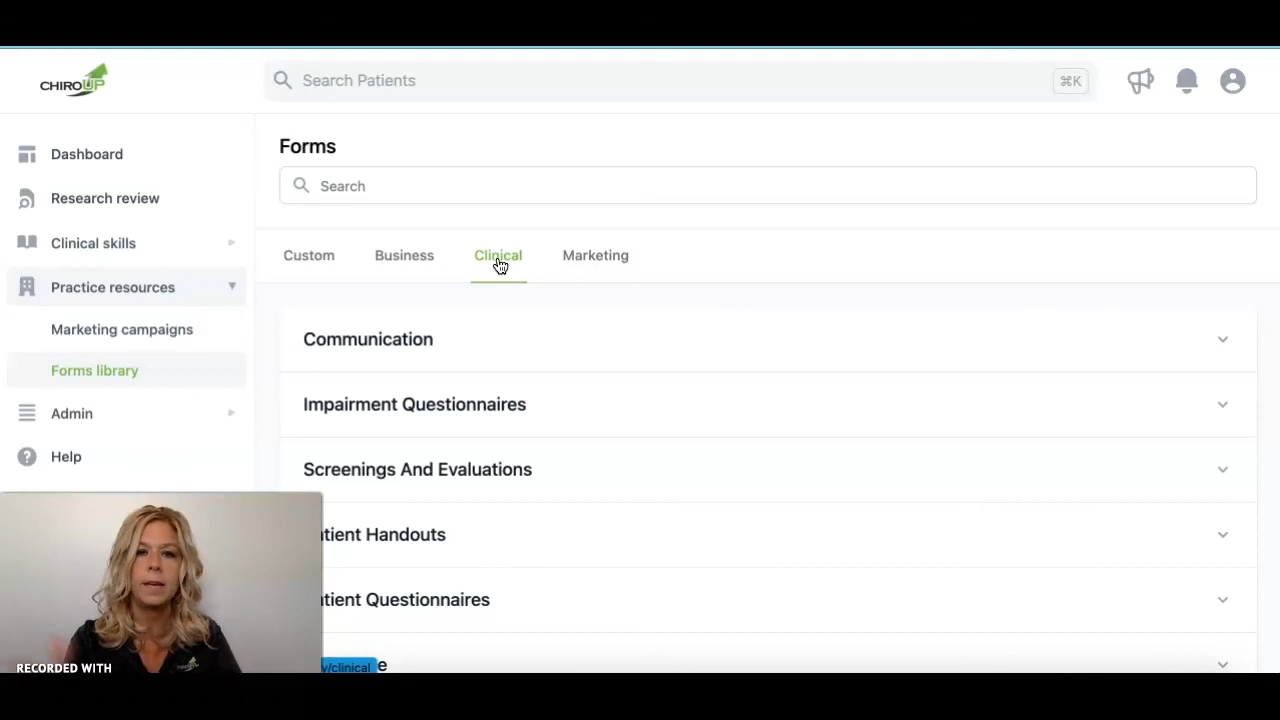 CHIROUP
Search Patients
⌘K
Dashboard
Research review
Clinical skills
Practice resources
Marketing campaigns
Forms library
Admin
Help
Forms
Search
Custom Business Clinical Marketing
Communication
Impairment Questionnaires
Screenings And Evaluations
tient Handouts
tient Questionnaires
e
y/clinical
RECORDED WITH